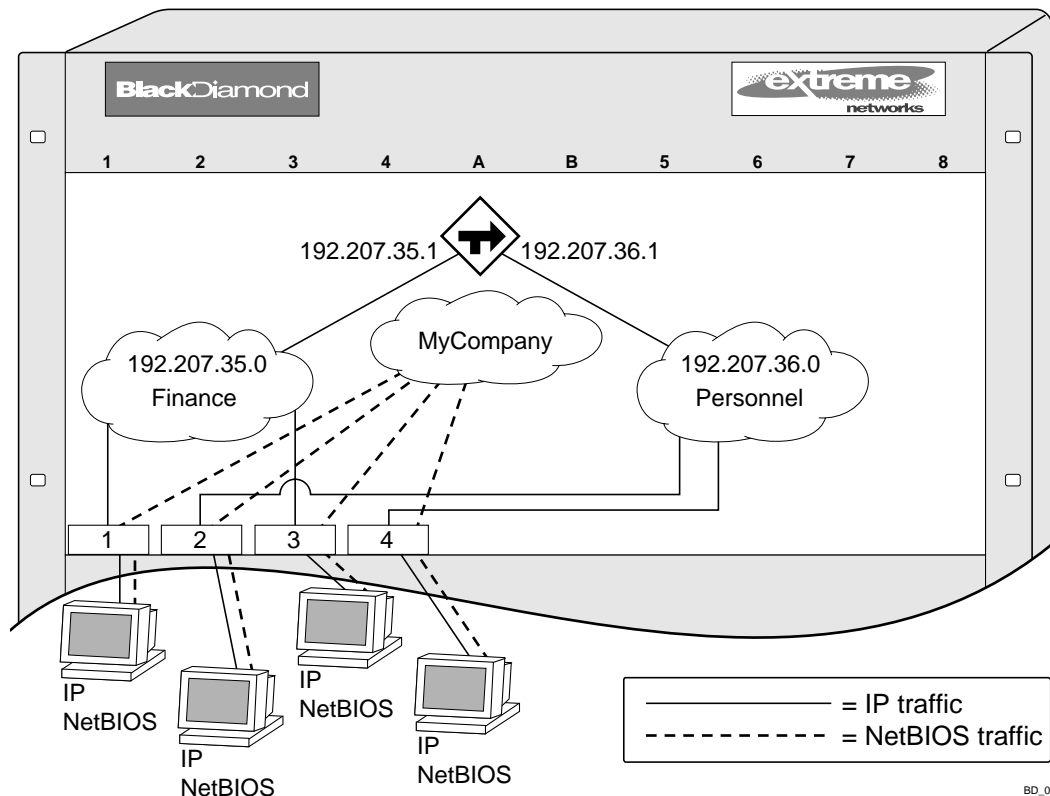 BlackDiamond
extreme
networks
1 2 3 4 A B 5 6 7 8
192.207.35.1 192.207.36.1
MyCompany
192.207.35.0
Finance
192.207.36.0
Personnel
1 2 3 4
IP
NetBIOS
IP
NetBIOS
IP
NetBIOS
IP
NetBIOS
= IP traffic
= NetBIOS traffic
BD_0